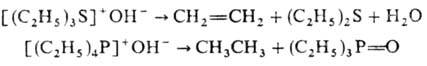 [(C₂H₅)₃S]⁺OH⁻ → CH₂=CH₂ + (C₂H₅)₂S + H₂O
[(C₂H₅)₄P]⁺OH⁻ → CH₃CH₃ + (C₂H₅)₃P=O